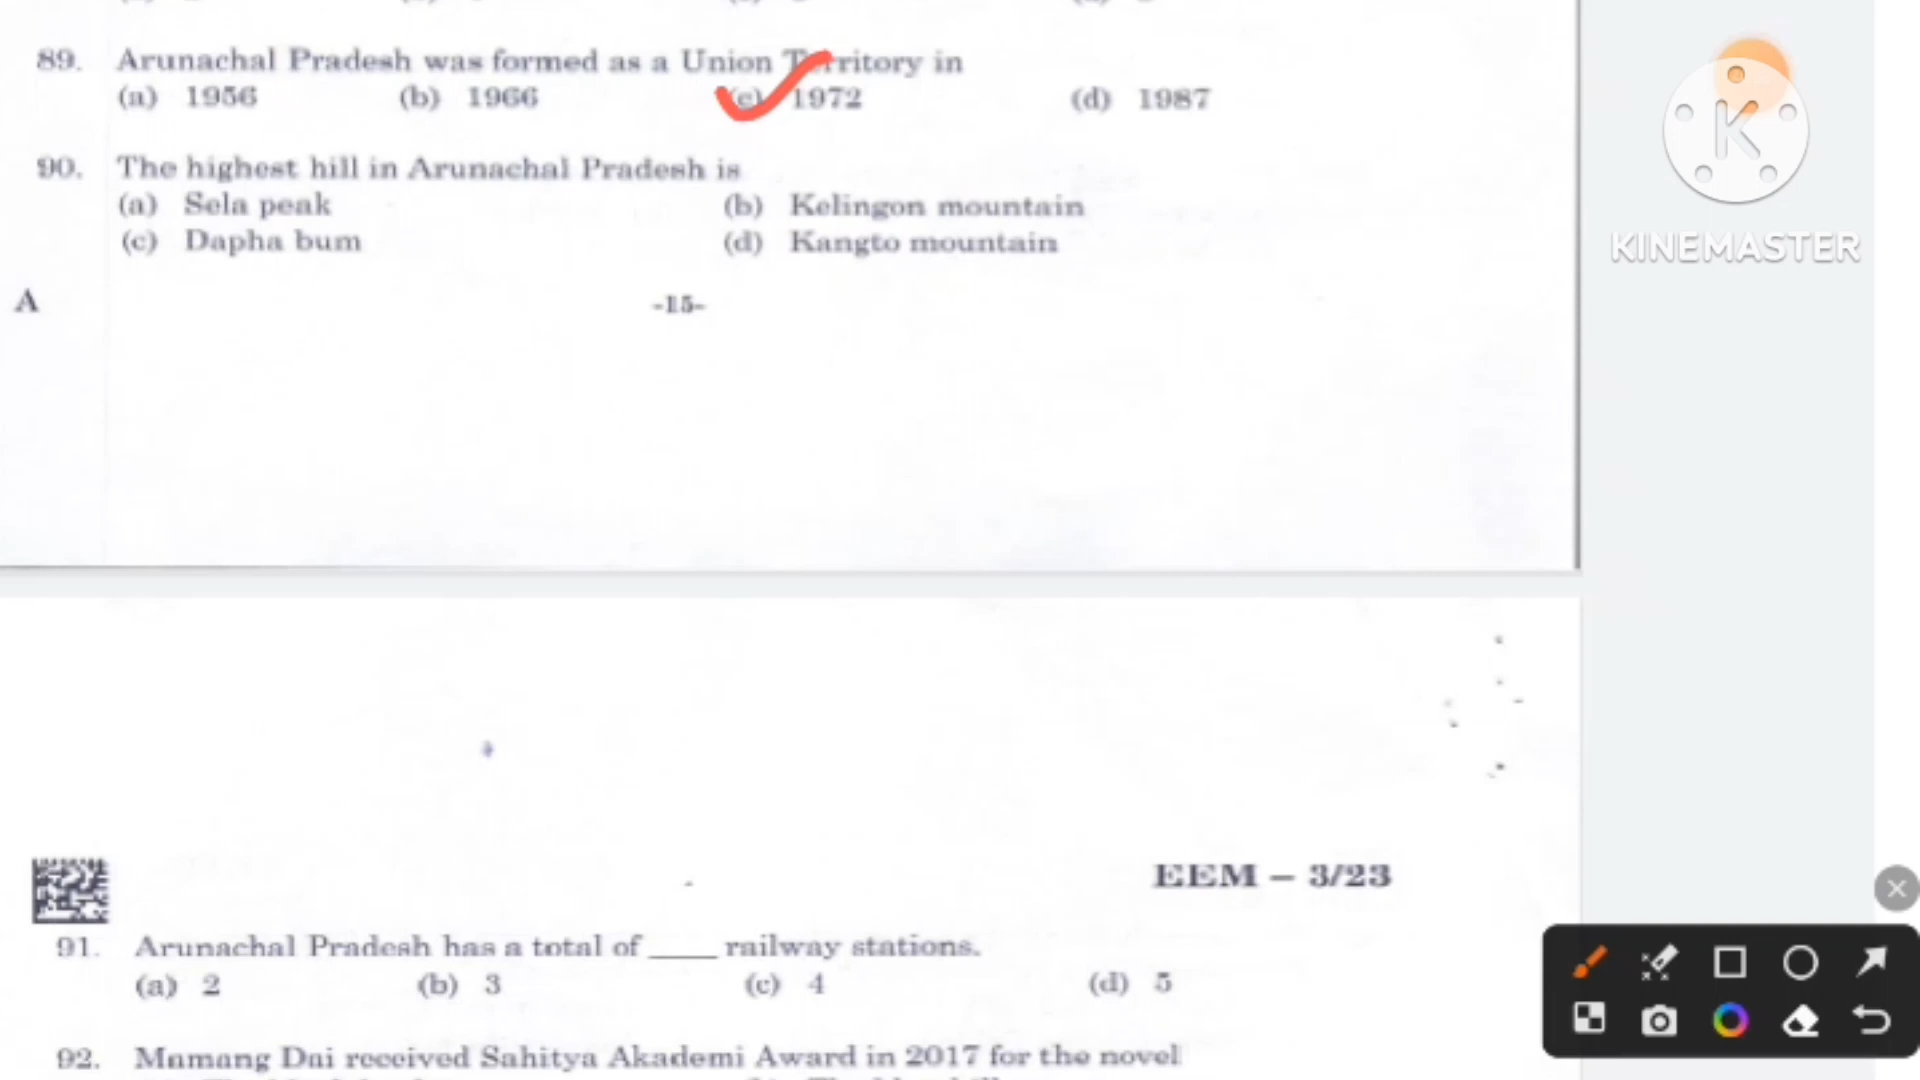 89. Arunachal Pradesh was formed as a Union Territory in
(a) 1956 (b) 1966 (c) 1972 (d) 1987
90. The highest hill in Arunachal Pradesh is
(a) Sela peak (b) Kelingon mountain
(c) Dapha bum (d) Kangto mountain
A -15-
K
KINEMASTER
EEM – 3/23
91. Arunachal Pradesh has a total of ____ railway stations.
(a) 2 (b) 3 (c) 4 (d) 5
92. Mamang Dai received Sahitya Akademi Award in 2017 for the novel